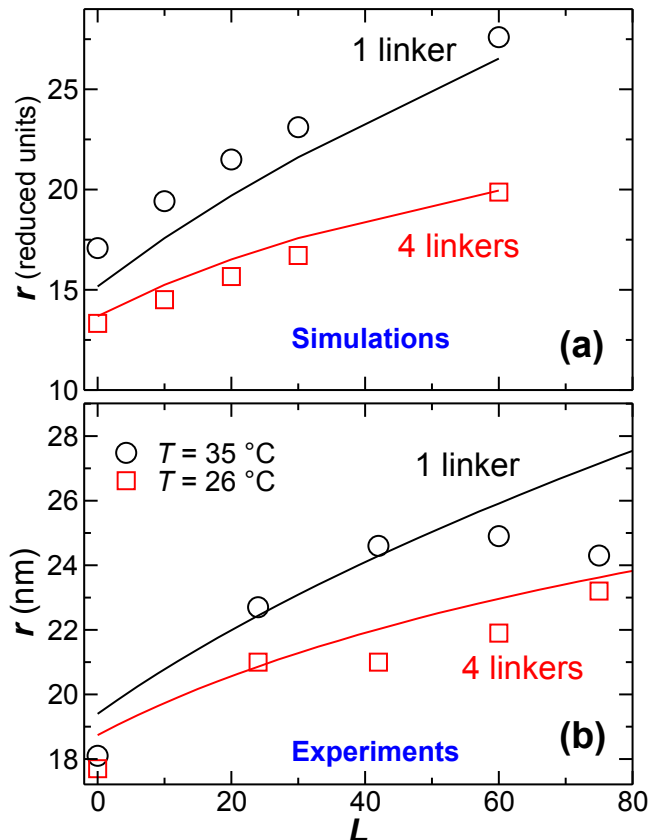 25
20
15
10
r (reduced units)
1 linker
4 linkers
Simulations
(a)
28
26
24
22
20
18
r (nm)
T = 35 °C
T = 26 °C
1 linker
4 linkers
Experiments
(b)
0 20 40 60 80
L